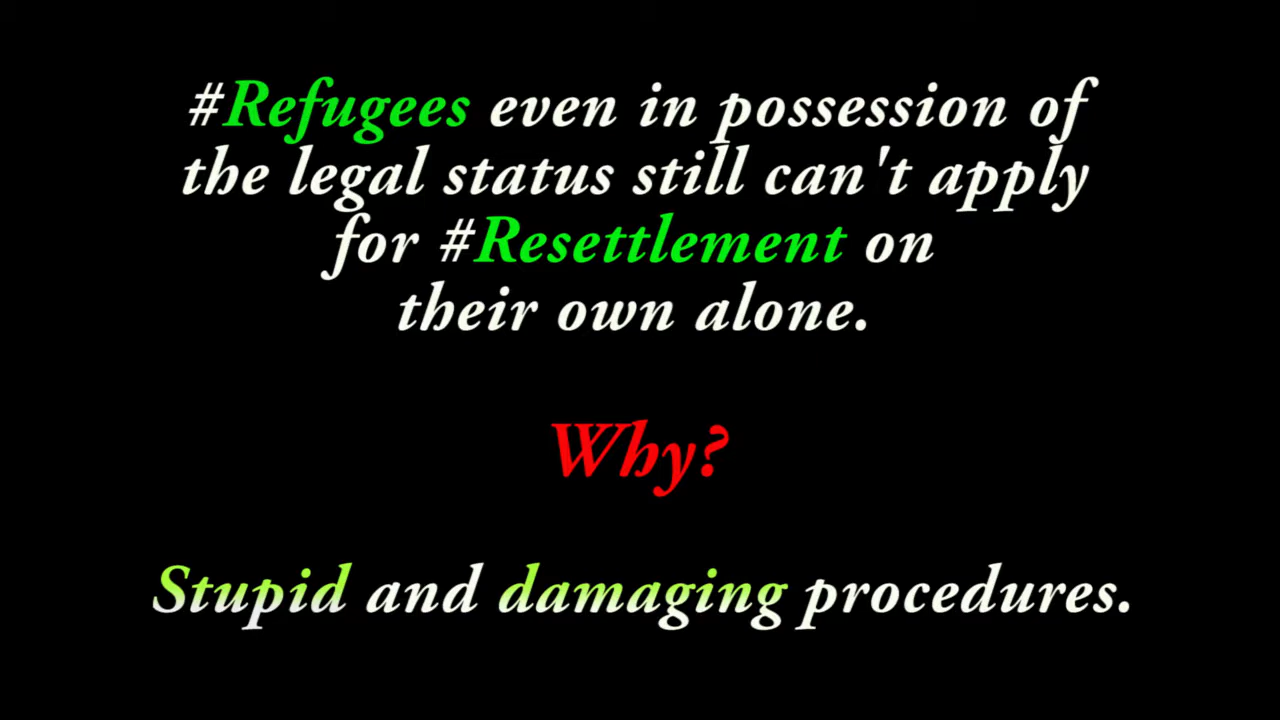 #Refugees even in possession of
the legal status still can't apply
for #Resettlement on
their own alone.
Why?
Stupid and damaging procedures.